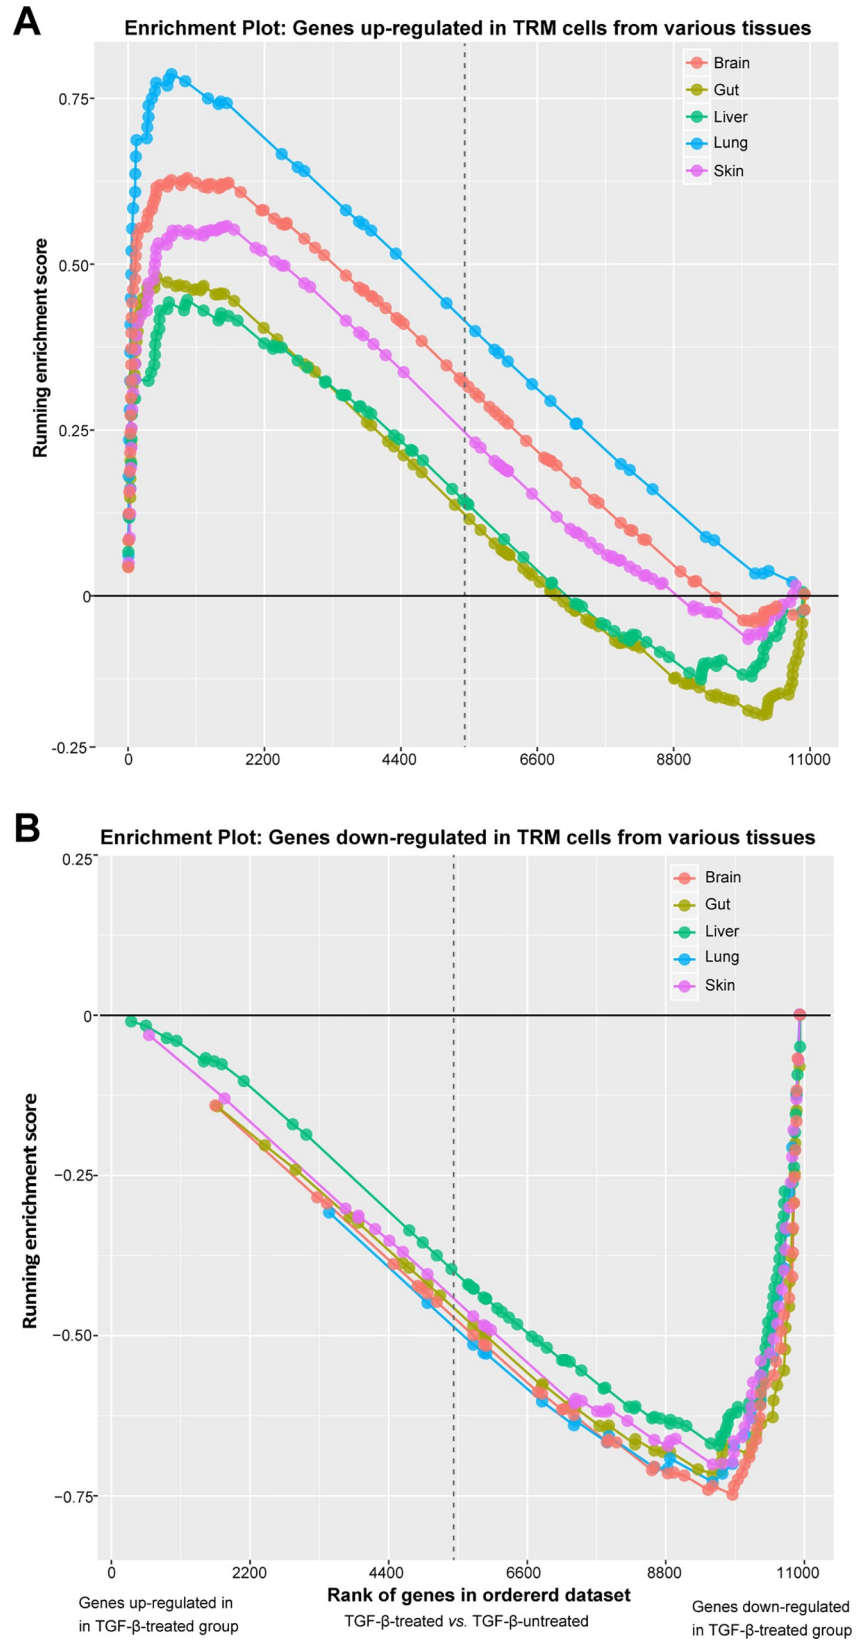 A
Enrichment Plot: Genes up-regulated in TRM cells from various tissues
Brain
Gut
Liver
Lung
Skin
Running enrichment score
0.75
0.50
0.25
0
-0.25
0 2200 4400 6600 8800 11000
B
Enrichment Plot: Genes down-regulated in TRM cells from various tissues
Brain
Gut
Liver
Lung
Skin
Running enrichment score
0.25
0
−0.25
−0.50
−0.75
0 2200 4400 6600 8800 11000
Rank of genes in ordererd dataset
Genes up-regulated in
in TGF-β-treated group
TGF-β-treated vs. TGF-β-untreated
Genes down-regulated
in TGF-β-treated group